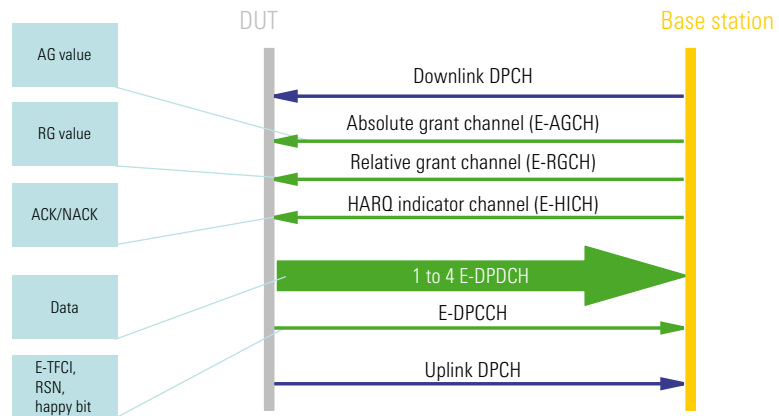 DUT
Base station
AG value
Downlink DPCH
Absolute grant channel (E-AGCH)
RG value
Relative grant channel (E-RGCH)
ACK/NACK
HARQ indicator channel (E-HICH)
1 to 4 E-DPDCH
Data
E-DPCCH
E-TFCI,
RSN,
happy bit
Uplink DPCH